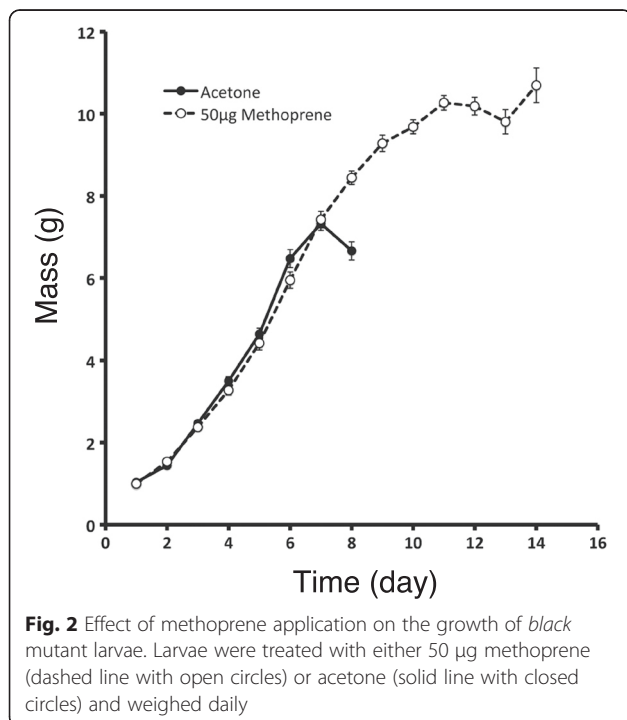 12
10
8
6
4
2
0
Acetone
50µg Methoprene
Mass (g)
0 2 4 6 8 10 12 14 16
Time (day)
Fig. 2 Effect of methoprene application on the growth of black
mutant larvae. Larvae were treated with either 50 µg methoprene
(dashed line with open circles) or acetone (solid line with closed
circles) and weighed daily